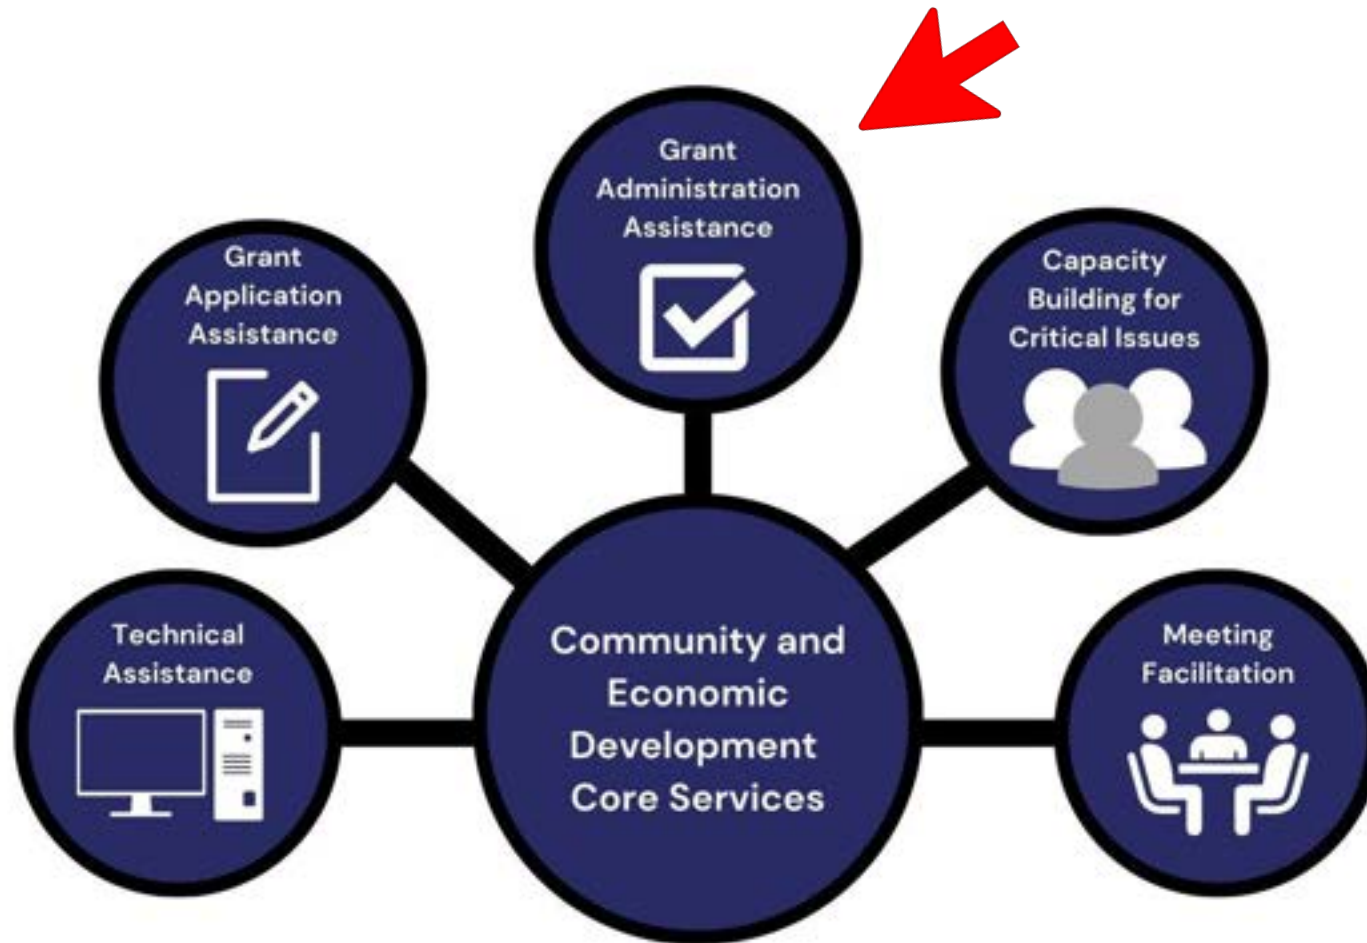 Grant
Administration
Assistance
Grant
Application
Assistance
Capacity
Building for
Critical Issues
Technical
Assistance
Community and
Economic
Development
Core Services
Meeting
Facilitation